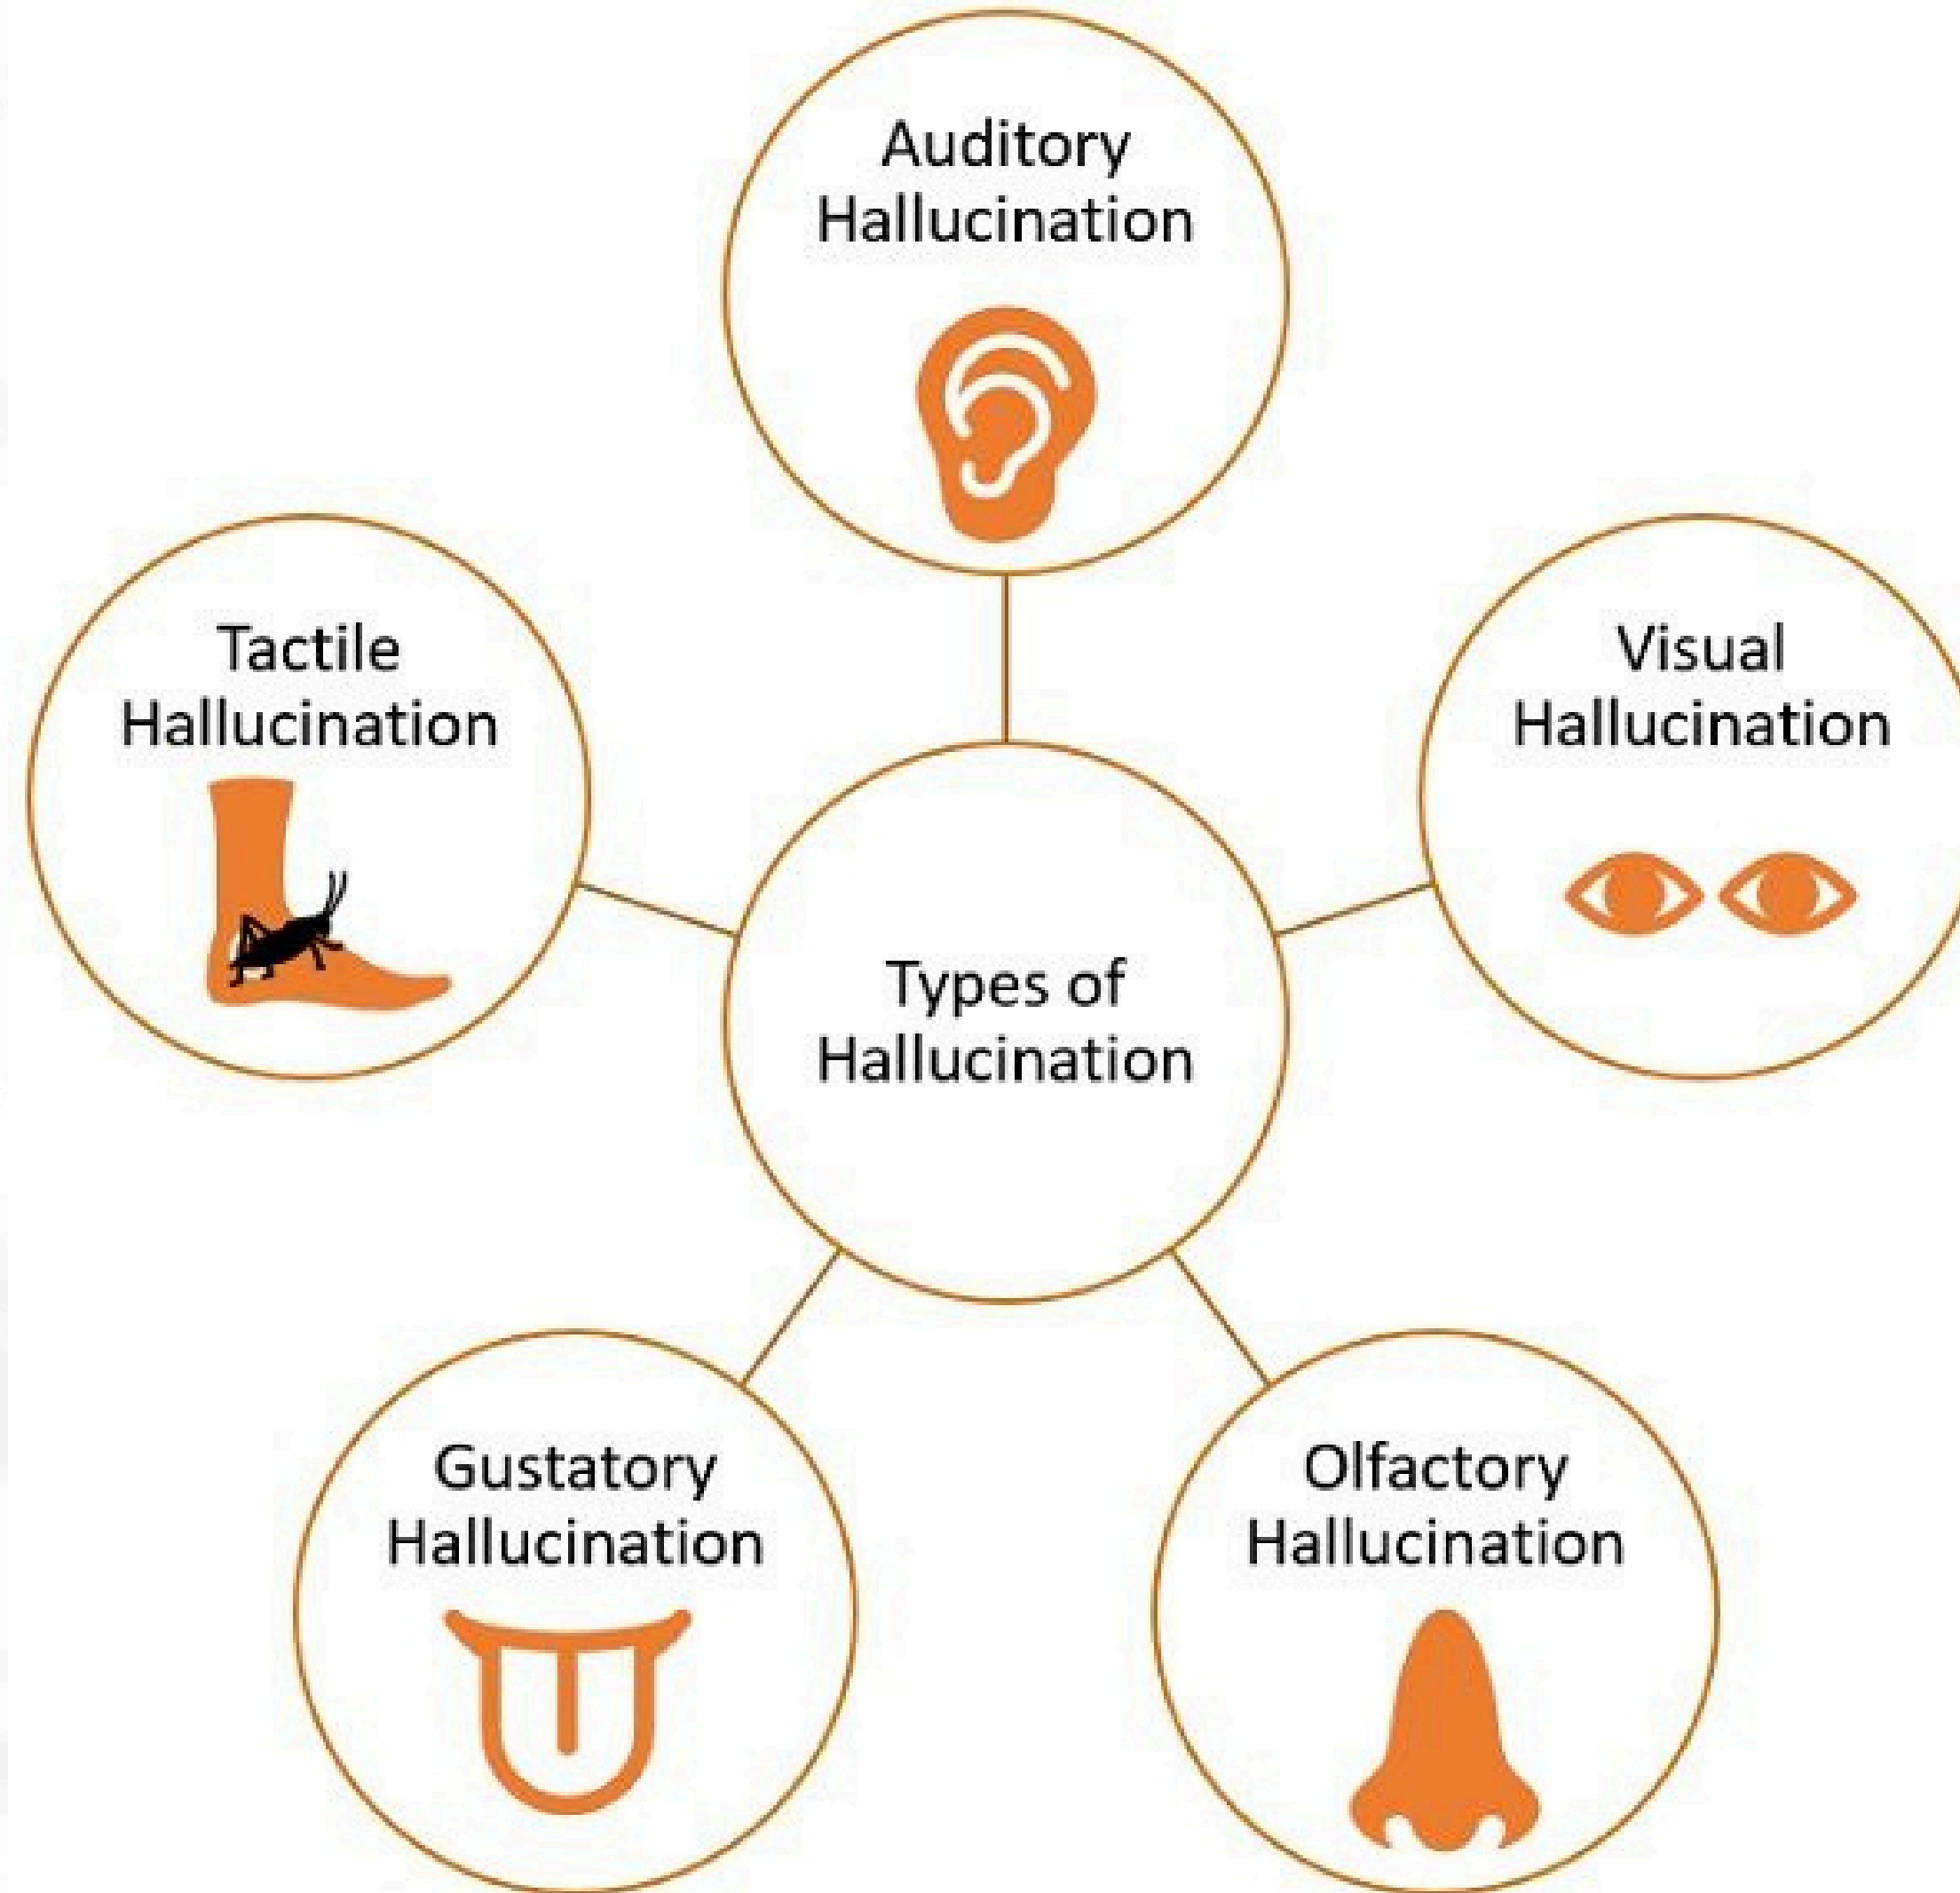 Auditory
Hallucination
Tactile
Hallucination
Visual
Hallucination
Types of
Hallucination
Gustatory
Hallucination
Olfactory
Hallucination